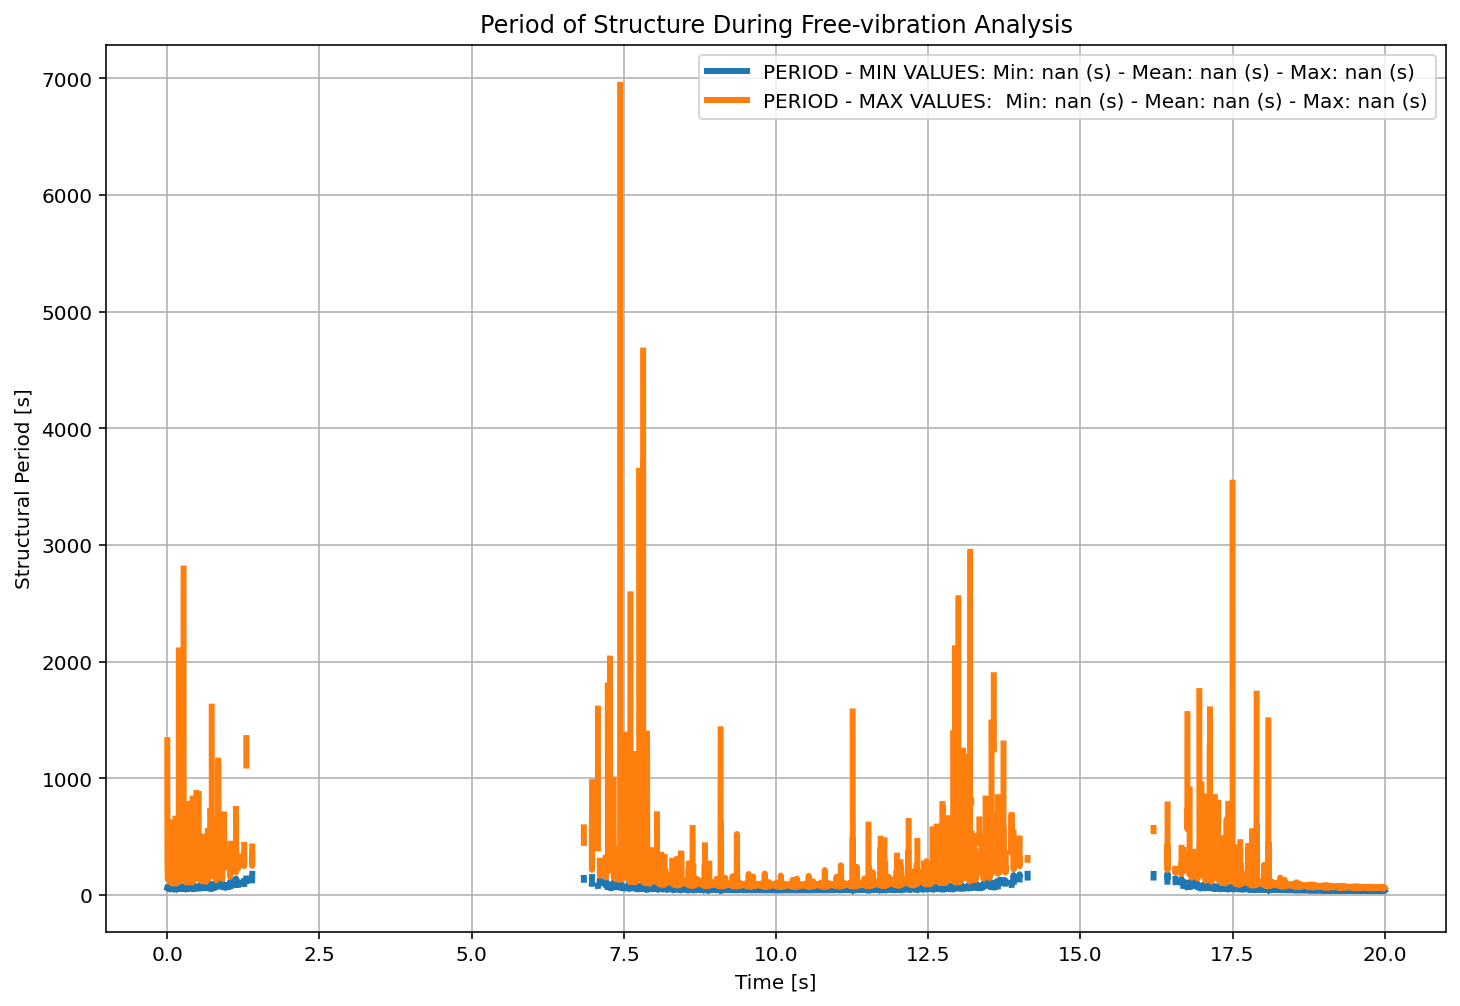 Period of Structure During Free-vibration Analysis
PERIOD - MIN VALUES: Min: nan (s) - Mean: nan (s) - Max: nan (s)
PERIOD - MAX VALUES:  Min: nan (s) - Mean: nan (s) - Max: nan (s)
Structural Period [s]
7000
6000
5000
4000
3000
2000
1000
0
0.0 2.5 5.0 7.5 10.0 12.5 15.0 17.5 20.0
Time [s]